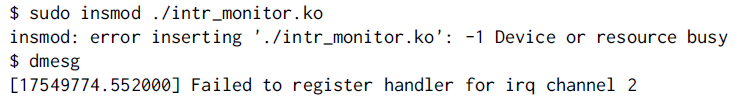 $ sudo insmod ./intr_monitor.ko
insmod: error inserting './intr_monitor.ko': -1 Device or resource busy
$ dmesg
[17549774.552000] Failed to register handler for irq channel 2